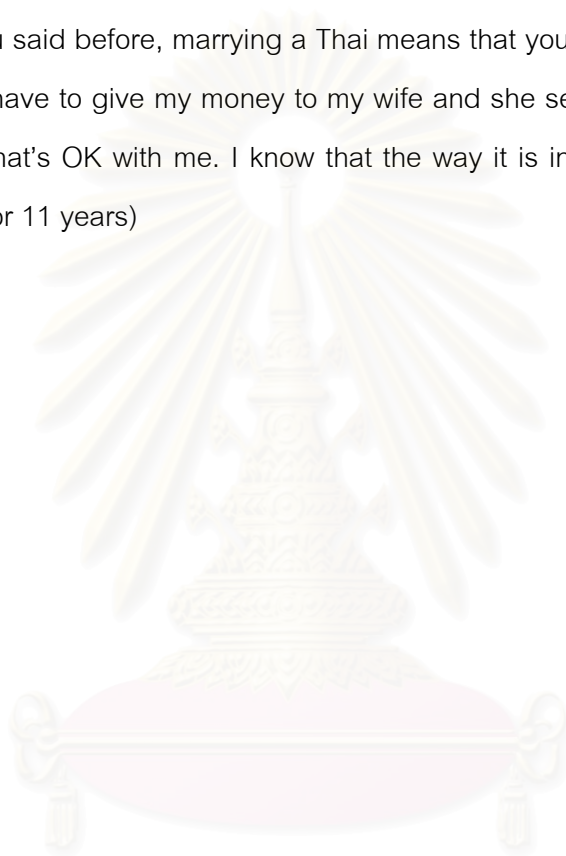 said before, marrying a Thai means that you
have to give my money to my wife and she se
hat’s OK with me. I know that the way it is in
or 11 years)